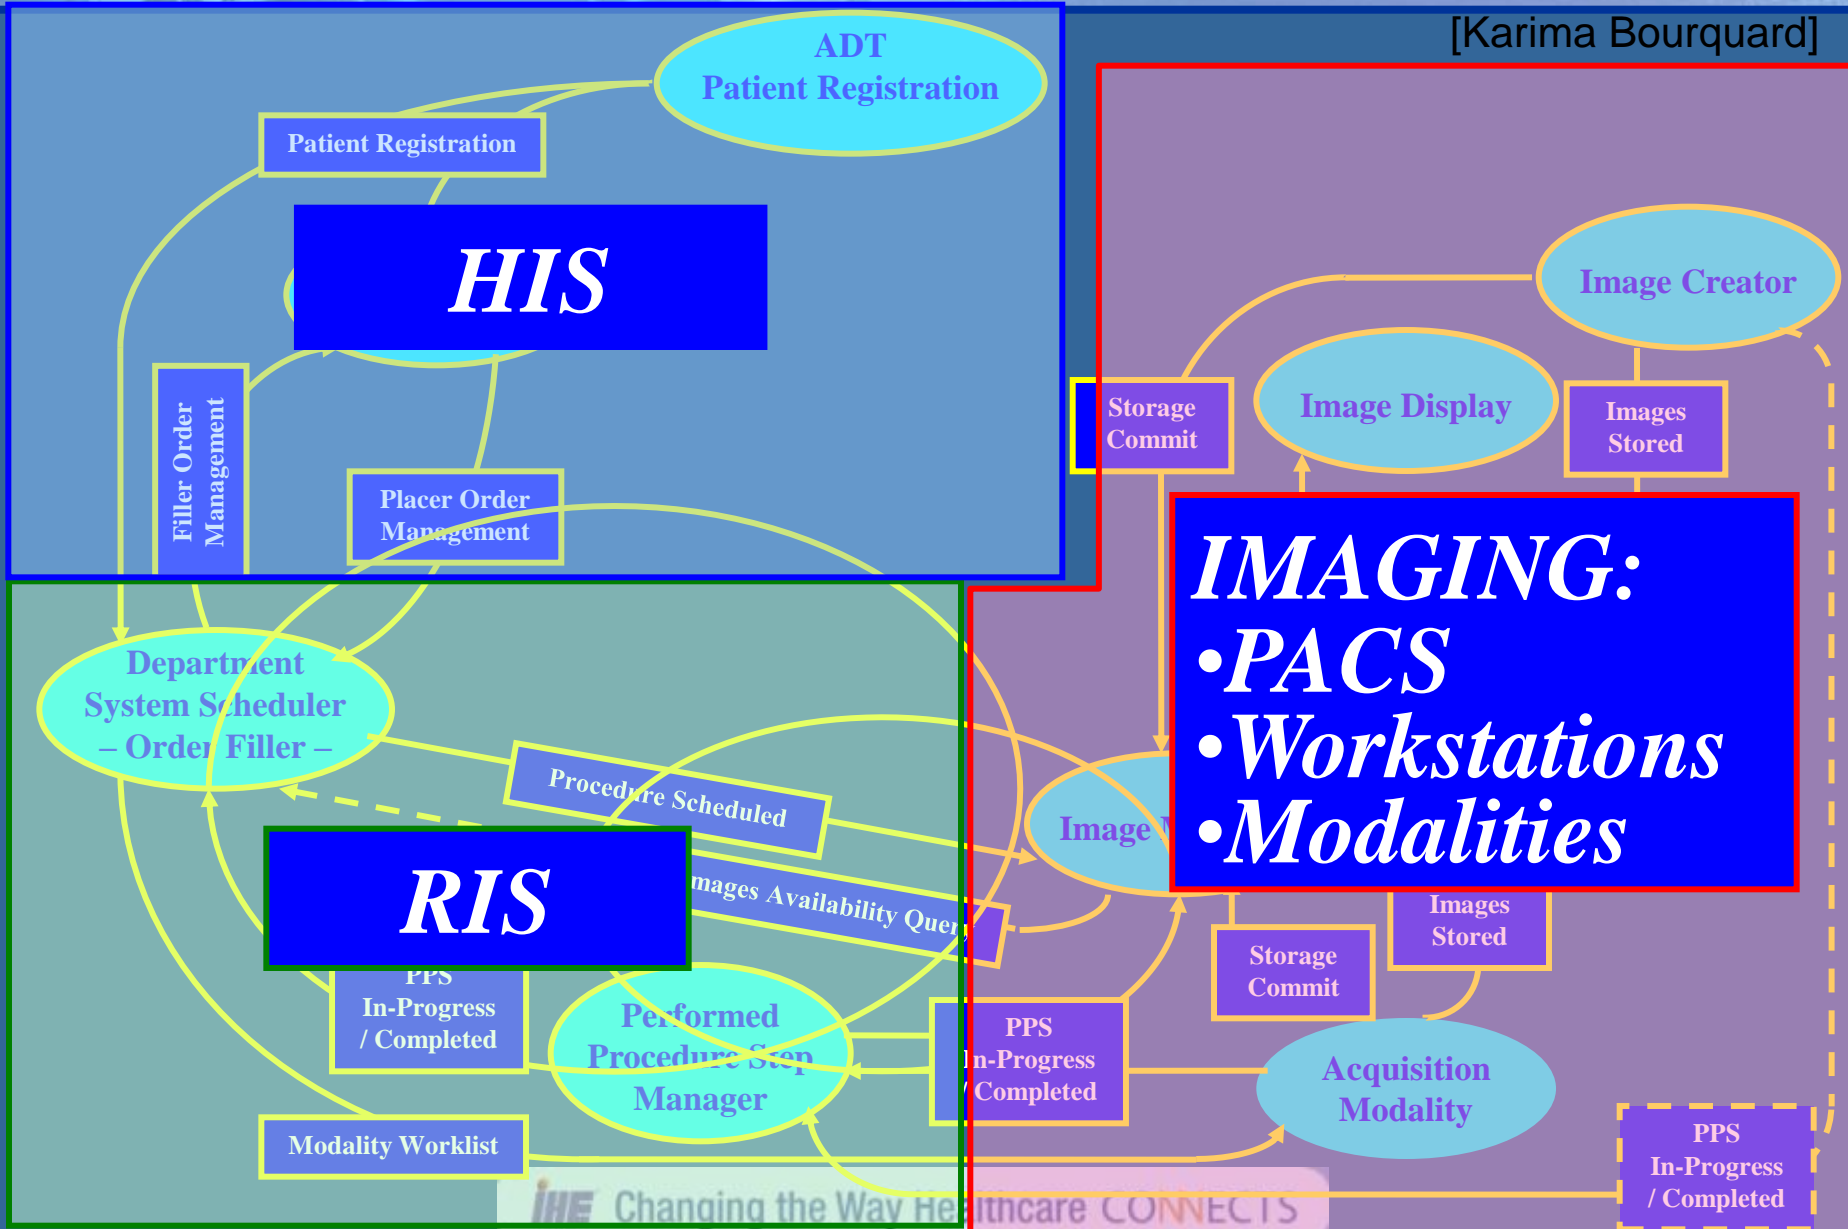 [Karima Bourquard]
ADT
Patient Registration
Patient Registration
HIS
Image Creator
Storage
Commit
Image Display
Images
Stored
Filler Order
Management
Placer Order
Management
IMAGING:
•PACS
•Workstations
•Modalities
Department
System Scheduler
– Order Filler –
Procedure Scheduled
Image
RIS
mages Availability Query
Images
Stored
Storage
Commit
PPS
In-Progress
/ Completed
Performed
Procedure Step
Manager
PPS
In-Progress
/ Completed
Acquisition
Modality
Modality Worklist
PPS
In-Progress
/ Completed
IHE Changing the Way Healthcare CONNECTS